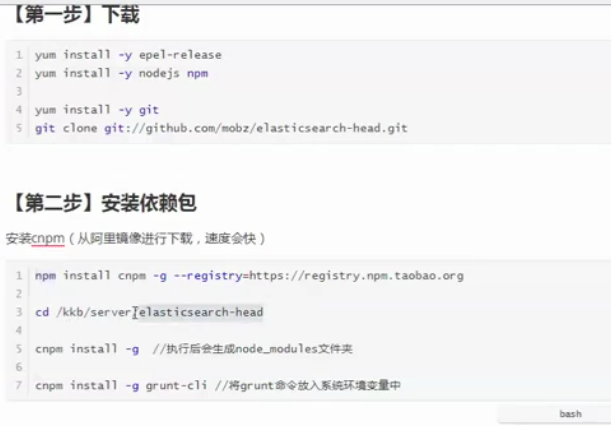 【第一步】下载
1 yum install -y epel-release
2 yum install -y nodejs npm
3
4 yum install -y git
5 git clone git://github.com/mobz/elasticsearch-head.git
【第二步】安装依赖包
安装cnpm（从阿里镜像进行下载，速度会快）
1 npm install cnpm -g --registry=https://registry.npm.taobao.org
2
3 cd /kkb/server/elasticsearch-head
4
5 cnpm install -g //执行后会生成node_modules文件夹
6
7 cnpm install -g grunt-cli //将grunt命令放入系统环境变量中
bash